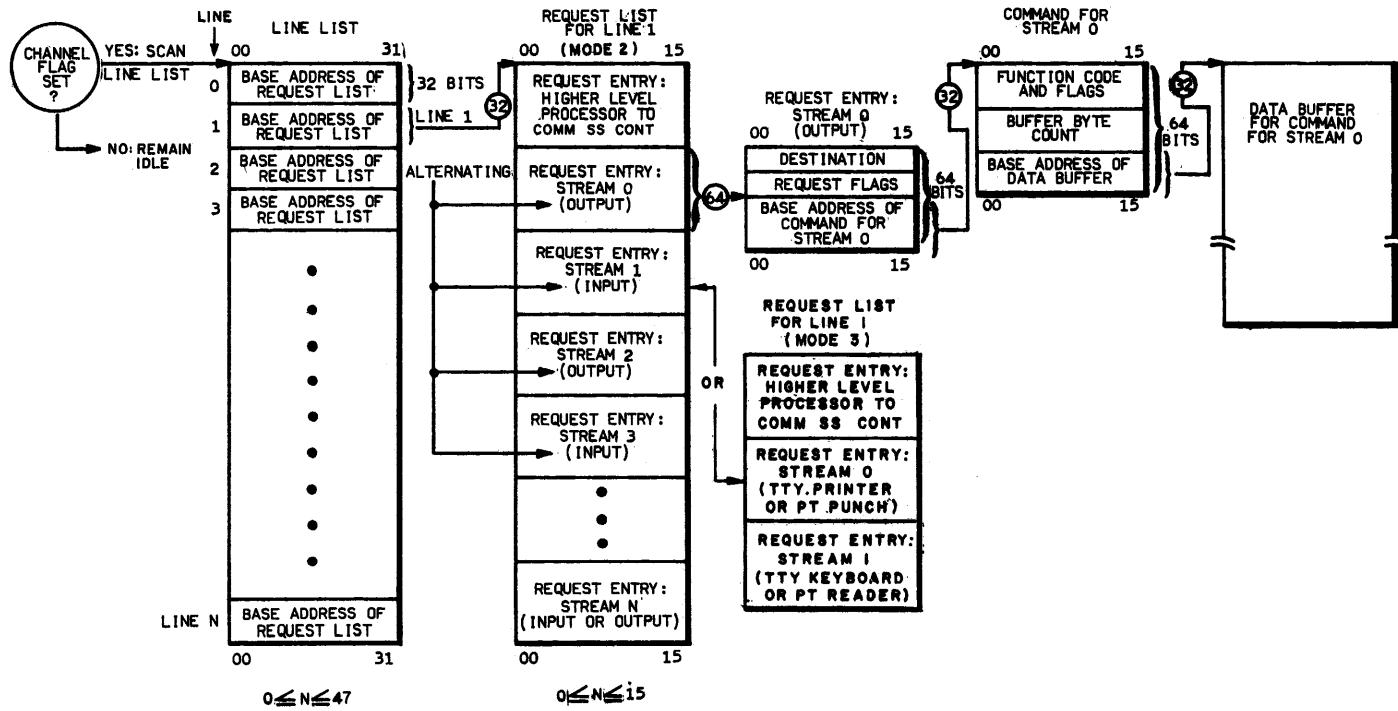 CHANNEL
FLAG
SET
?
YES: SCAN
LINE LIST
NO: REMAIN
IDLE
LINE
LINE LIST
00 31
0
BASE ADDRESS OF
REQUEST LIST
32 BITS
1
BASE ADDRESS OF
REQUEST LIST
LINE 1
32
2
BASE ADDRESS OF
REQUEST LIST
ALTERNATING
3
BASE ADDRESS OF
REQUEST LIST
LINE N
BASE ADDRESS OF
REQUEST LIST
00 31
0≤N≤47
REQUEST LIST
FOR LINE 1
00 (MODE 2) 15
REQUEST ENTRY:
HIGHER LEVEL
PROCESSOR TO
COMM SS CONT
REQUEST ENTRY:
STREAM 0
(OUTPUT)
64
REQUEST ENTRY:
STREAM 1
(INPUT)
REQUEST ENTRY:
STREAM 2
(OUTPUT)
REQUEST ENTRY:
STREAM 3
(INPUT)
REQUEST ENTRY:
STREAM N
(INPUT OR OUTPUT)
00 15
0≤N≤15
OR
REQUEST ENTRY:
STREAM 0
00 (OUTPUT) 15
DESTINATION
REQUEST FLAGS
BASE ADDRESS OF
COMMAND FOR
STREAM 0
00 15
64
BITS
32
REQUEST LIST
FOR LINE 1
(MODE 3)
REQUEST ENTRY:
HIGHER LEVEL
PROCESSOR TO
COMM SS CONT
REQUEST ENTRY:
STREAM 0
(TTY.PRINTER
OR PT PUNCH)
REQUEST ENTRY:
STREAM 1
(TTY KEYBOARD
OR PT READER)
COMMAND FOR
STREAM 0
00 15
FUNCTION CODE
AND FLAGS
BUFFER BYTE
COUNT
BASE ADDRESS OF
DATA BUFFER
00 15
64
BITS
32
DATA BUFFER
FOR COMMAND
FOR STREAM 0